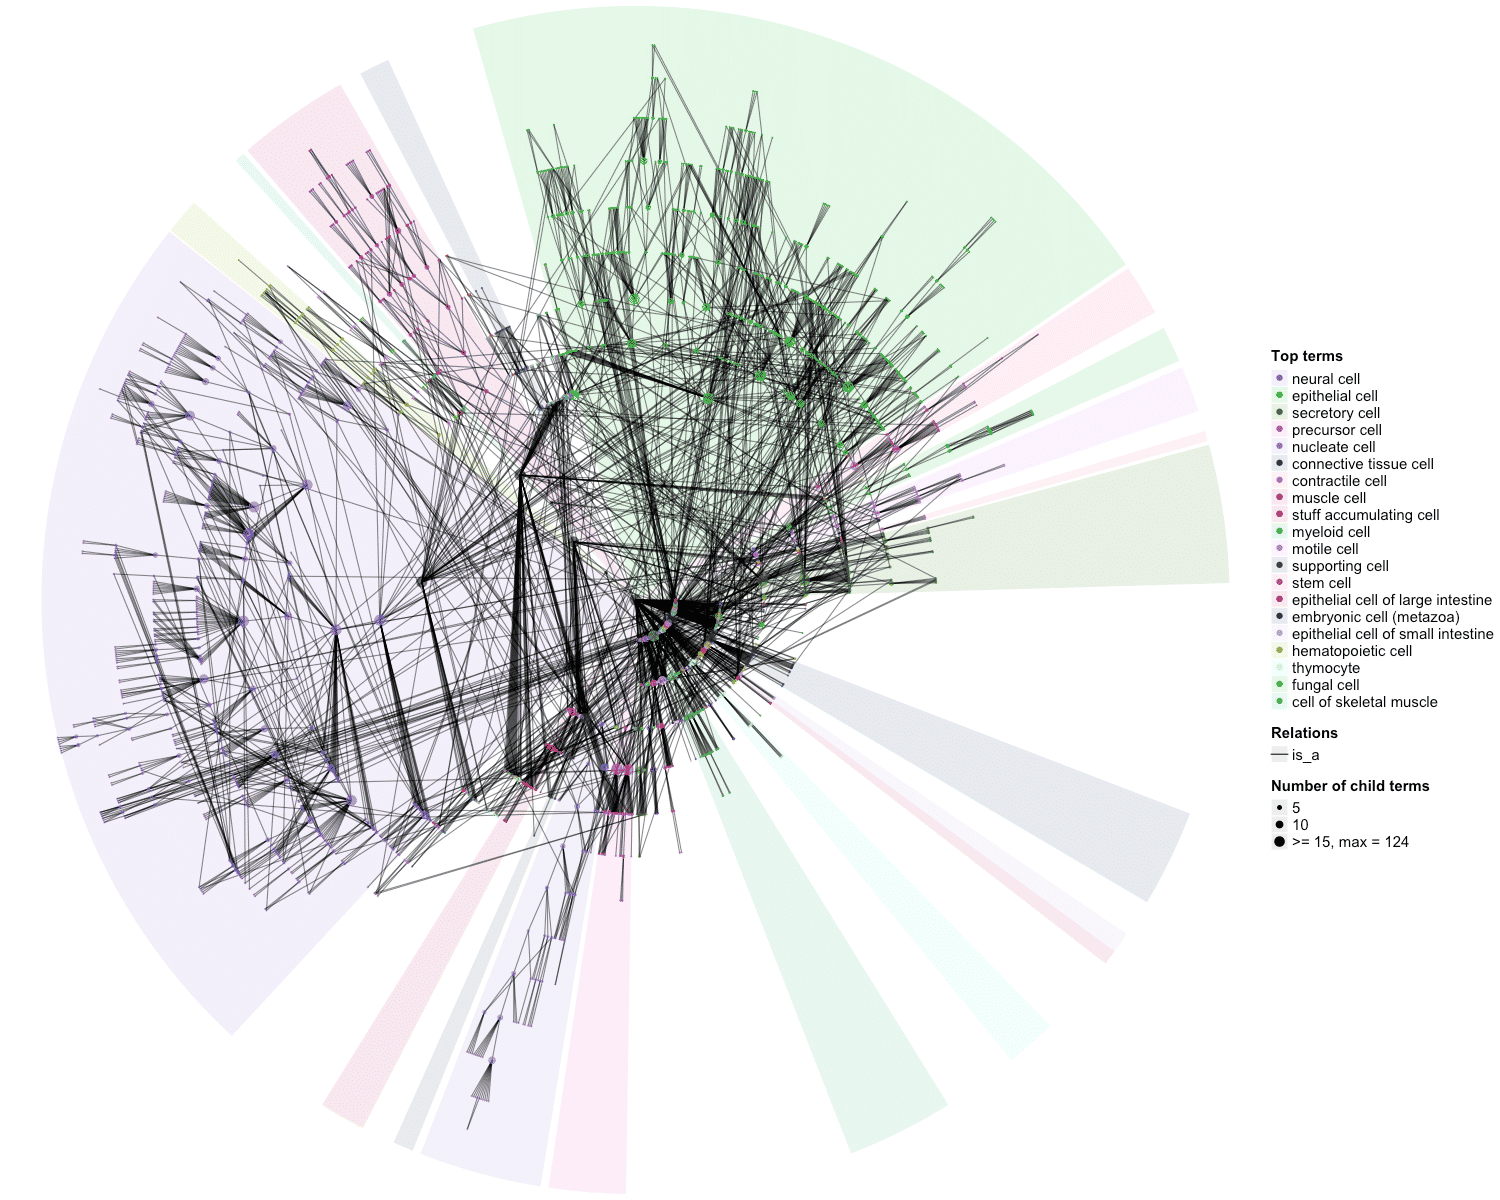 Top terms
neural cell
epithelial cell
secretory cell
precursor cell
nucleate cell
connective tissue cell
contractile cell
muscle cell
stuff accumulating cell
myeloid cell
motile cell
supporting cell
stem cell
epithelial cell of large intestine
embryonic cell (metazoa)
epithelial cell of small intestine
hematopoietic cell
thymocyte
fungal cell
cell of skeletal muscle
Relations
is_a
Number of child terms
5
10
>= 15, max = 124